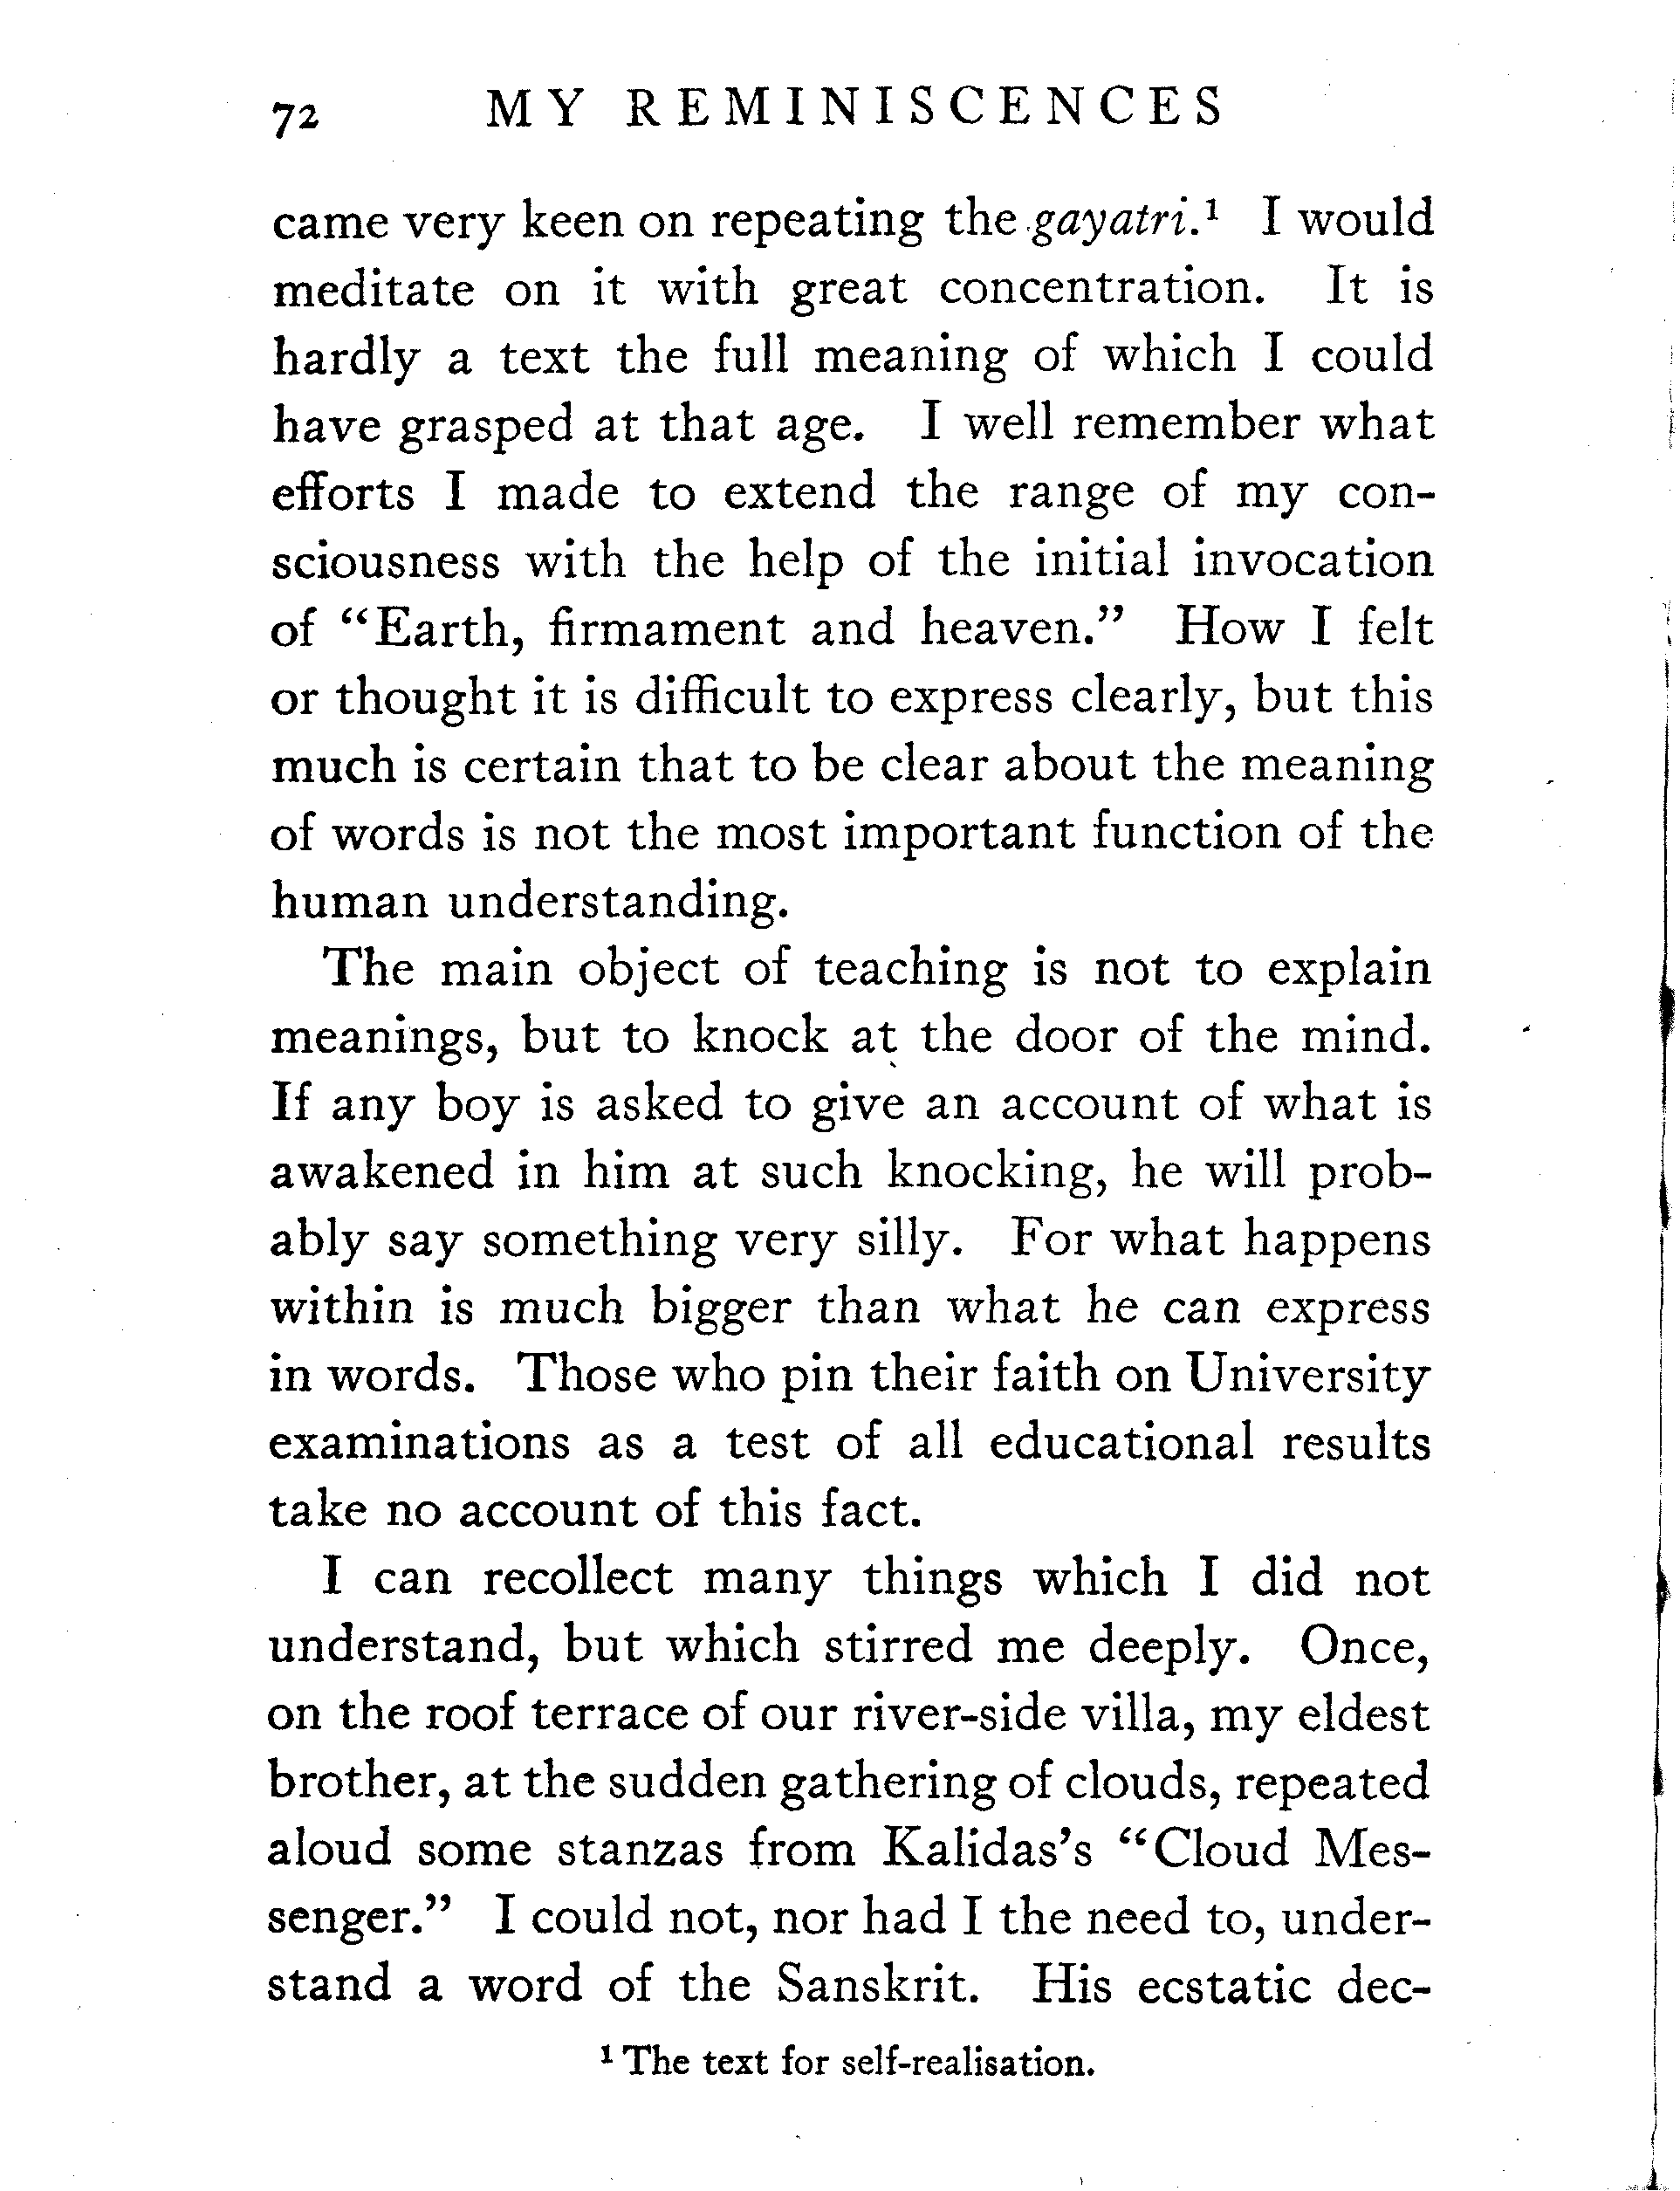 72 MY REMINISCENCES
came very keen on repeating the gayatri.¹ I would
meditate on it with great concentration. It is
hardly a text the full meaning of which I could
have grasped at that age. I well remember what
efforts I made to extend the range of my con-
sciousness with the help of the initial invocation
of “Earth, firmament and heaven.” How I felt
or thought it is difficult to express clearly, but this
much is certain that to be clear about the meaning
of words is not the most important function of the
human understanding.
The main object of teaching is not to explain
meanings, but to knock at the door of the mind.
If any boy is asked to give an account of what is
awakened in him at such knocking, he will prob-
ably say something very silly. For what happens
within is much bigger than what he can express
in words. Those who pin their faith on University
examinations as a test of all educational results
take no account of this fact.
I can recollect many things which I did not
understand, but which stirred me deeply. Once,
on the roof terrace of our river-side villa, my eldest
brother, at the sudden gathering of clouds, repeated
aloud some stanzas from Kalidas’s “Cloud Mes-
senger.” I could not, nor had I the need to, under-
stand a word of the Sanskrit. His ecstatic dec-
¹ The text for self-realisation.